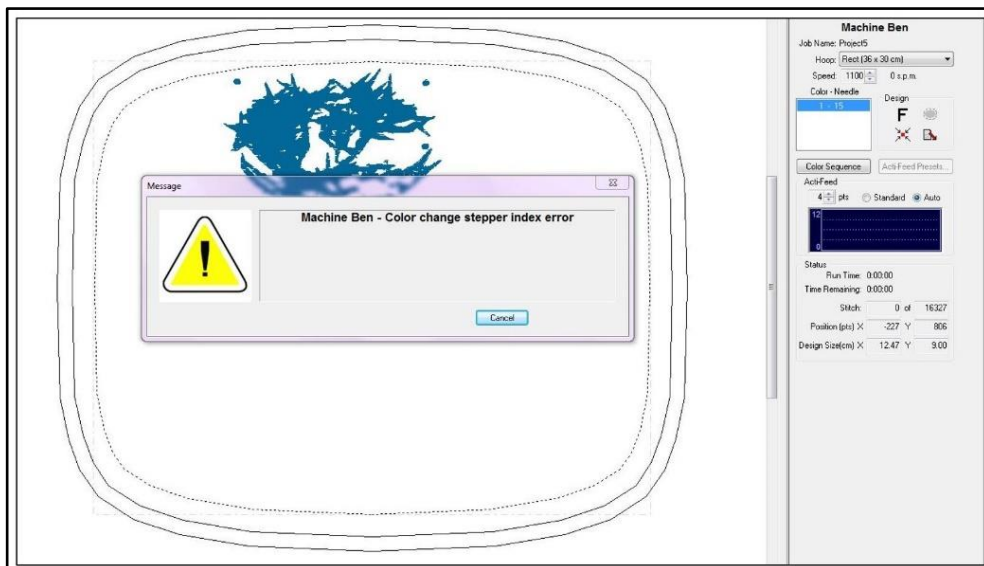 Machine Ben
Job Name: Project5
Hoop: Rect (36 x 30 cm)
Speed: 1100 0 s.p.m.
Color - Needle
1 - 15
Design
F
Color Sequence
Acti-Feed Presets...
Acti-Feed
4 pts Standard Auto
12
0
Status
Run Time: 0:00:00
Time Remaining: 0:00:00
Stitch: 0 of 16327
Position (pts) X -227 Y 806
Design Size(cm) X 12.47 Y 9.00
Message
Machine Ben - Color change stepper index error
!
Cancel